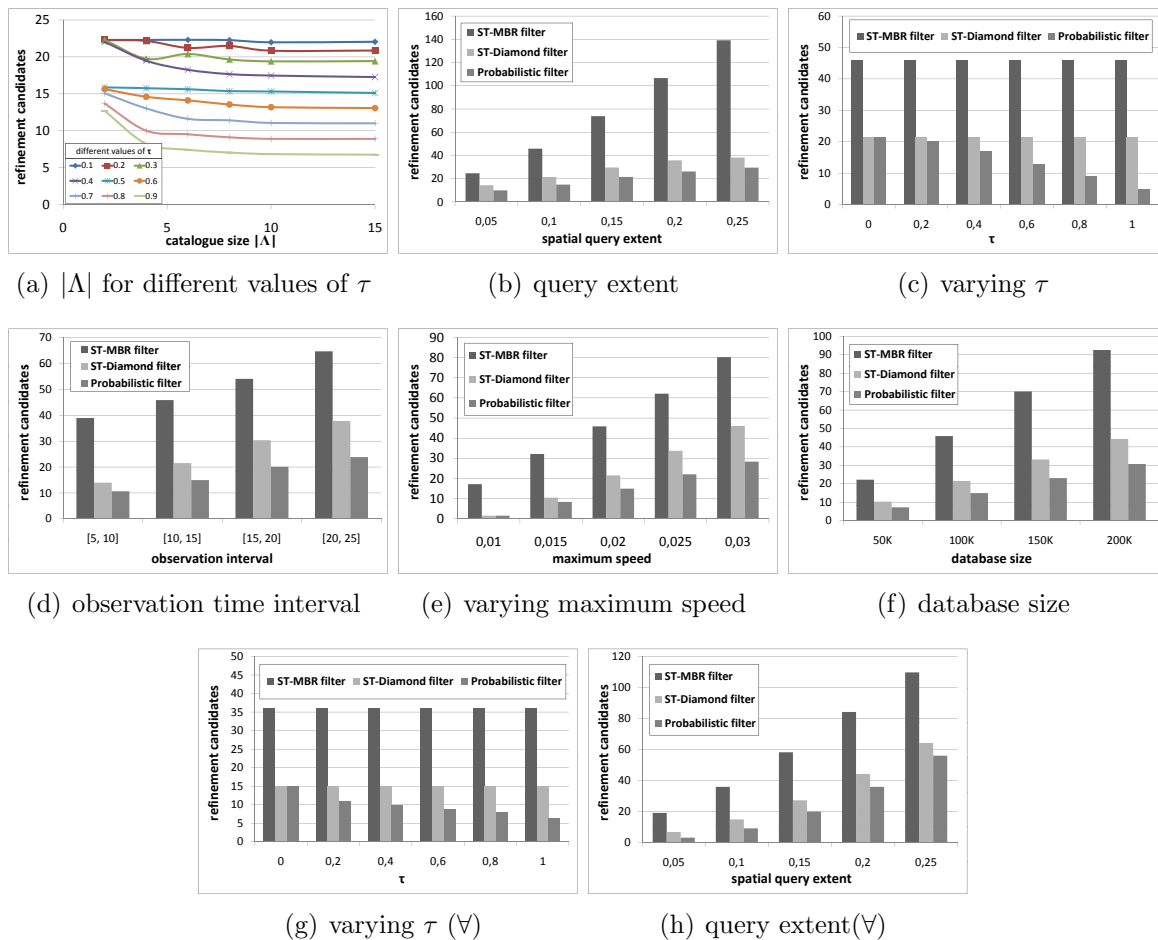 25
20
15
10
5
0
refinement candidates
different values of τ
0.1 0.2 0.3
0.4 0.5 0.6
0.7 0.8 0.9
0 5 10 15
catalogue size |Λ|
(a) |Λ| for different values of τ
160
140
120
100
80
60
40
20
0
refinement candidates
ST-MBR filter
ST-Diamond filter
Probabilistic filter
0,05 0,1 0,15 0,2 0,25
spatial query extent
(b) query extent
60
50
40
30
20
10
0
refinement candidates
ST-MBR filter ST-Diamond filter Probabilistic filter
0 0,2 0,4 0,6 0,8 1
τ
(c) varying τ
70
60
50
40
30
20
10
0
refinement candidates
ST-MBR filter
ST-Diamond filter
Probabilistic filter
[5, 10] [10, 15] [15, 20] [20, 25]
observation interval
(d) observation time interval
90
80
70
60
50
40
30
20
10
0
refinement candidates
ST-MBR filter
ST-Diamond filter
Probabilistic filter
0,01 0,015 0,02 0,025 0,03
maximum speed
(e) varying maximum speed
100
90
80
70
60
50
40
30
20
10
0
refinement candidates
ST-MBR filter
ST-Diamond filter
Probabilistic filter
50K 100K 150K 200K
database size
(f) database size
50
45
40
35
30
25
20
15
10
5
0
refinement candidates
ST-MBR filter ST-Diamond filter Probabilistic filter
0 0,2 0,4 0,6 0,8 1
τ
(g) varying τ (∀)
120
100
80
60
40
20
0
refinement candidates
ST-MBR filter
ST-Diamond filter
Probabilistic filter
0,05 0,1 0,15 0,2 0,25
spatial query extent
(h) query extent(∀)